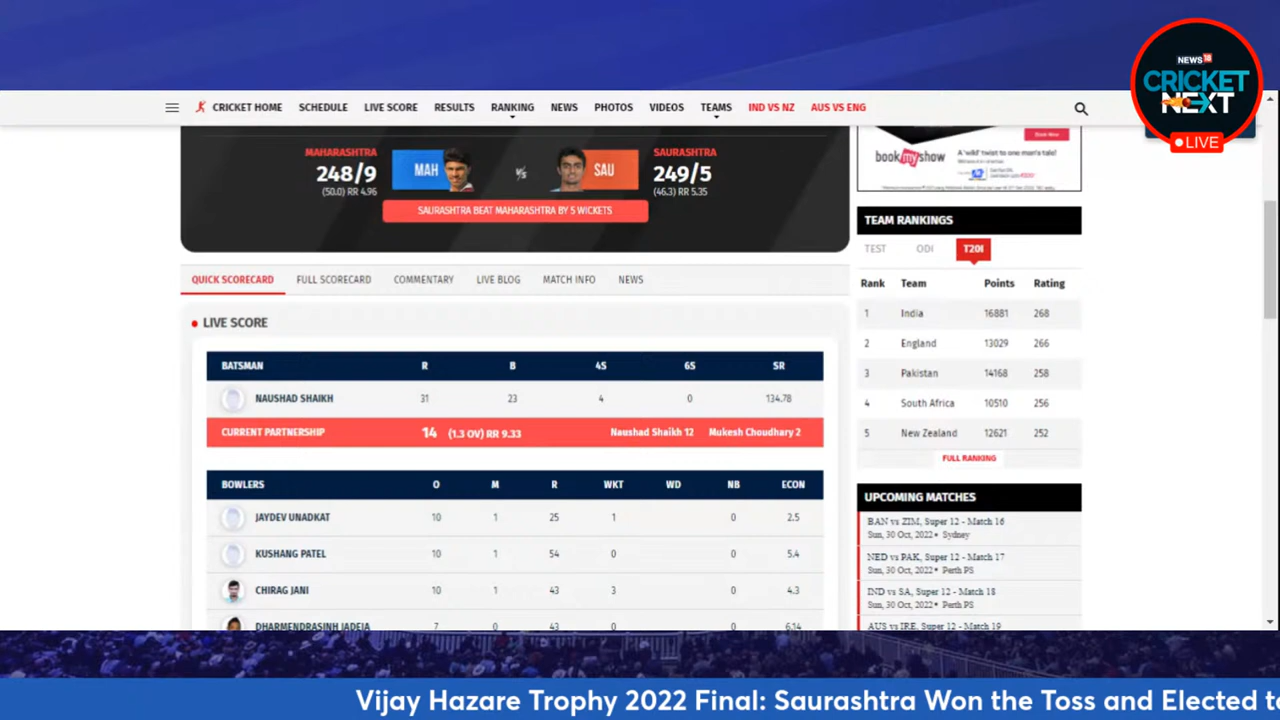 NEWS18
CRICKET
NEXT
LIVE
CRICKET HOME SCHEDULE LIVE SCORE RESULTS RANKING NEWS PHOTOS VIDEOS TEAMS IND VS NZ AUS VS ENG
MAHARASHTRA
248/9
(50.0) RR 4.96
MAH
VS
SAU
SAURASHTRA
249/5
(46.3) RR 5.35
SAURASHTRA BEAT MAHARASHTRA BY 5 WICKETS
Book Now
bookmyshow
A 'wild' twist to one man's tale!
QUICK SCORECARD FULL SCORECARD COMMENTARY LIVE BLOG MATCH INFO NEWS
LIVE SCORE
BATSMAN R B 4S 6S SR
NAUSHAD SHAIKH 31 23 4 0 134.78
CURRENT PARTNERSHIP 14 (1.3 OV) RR 9.33 Naushad Shaikh 12 Mukesh Choudhary 2
BOWLERS O M R WKT WD NB ECON
JAYDEV UNADKAT 10 1 25 1 0 2.5
KUSHANG PATEL 10 1 54 0 0 5.4
CHIRAG JANI 10 1 43 3 0 4.3
DHARMENDRASINH JADEJA 7 0 43 0 0 6.14
TEAM RANKINGS
TEST ODI T20I
Rank Team Points Rating
1 India 16881 268
2 England 13029 266
3 Pakistan 14168 258
4 South Africa 10510 256
5 New Zealand 12621 252
FULL RANKING
UPCOMING MATCHES
BAN vs ZIM, Super 12 - Match 16
Sun, 30 Oct, 2022• Sydney
NED vs PAK, Super 12 - Match 17
Sun, 30 Oct, 2022• Perth PS
IND vs SA, Super 12 - Match 18
Sun, 30 Oct, 2022• Perth PS
AUS vs IRE, Super 12 - Match 19
Vijay Hazare Trophy 2022 Final: Saurashtra Won the Toss and Elected to